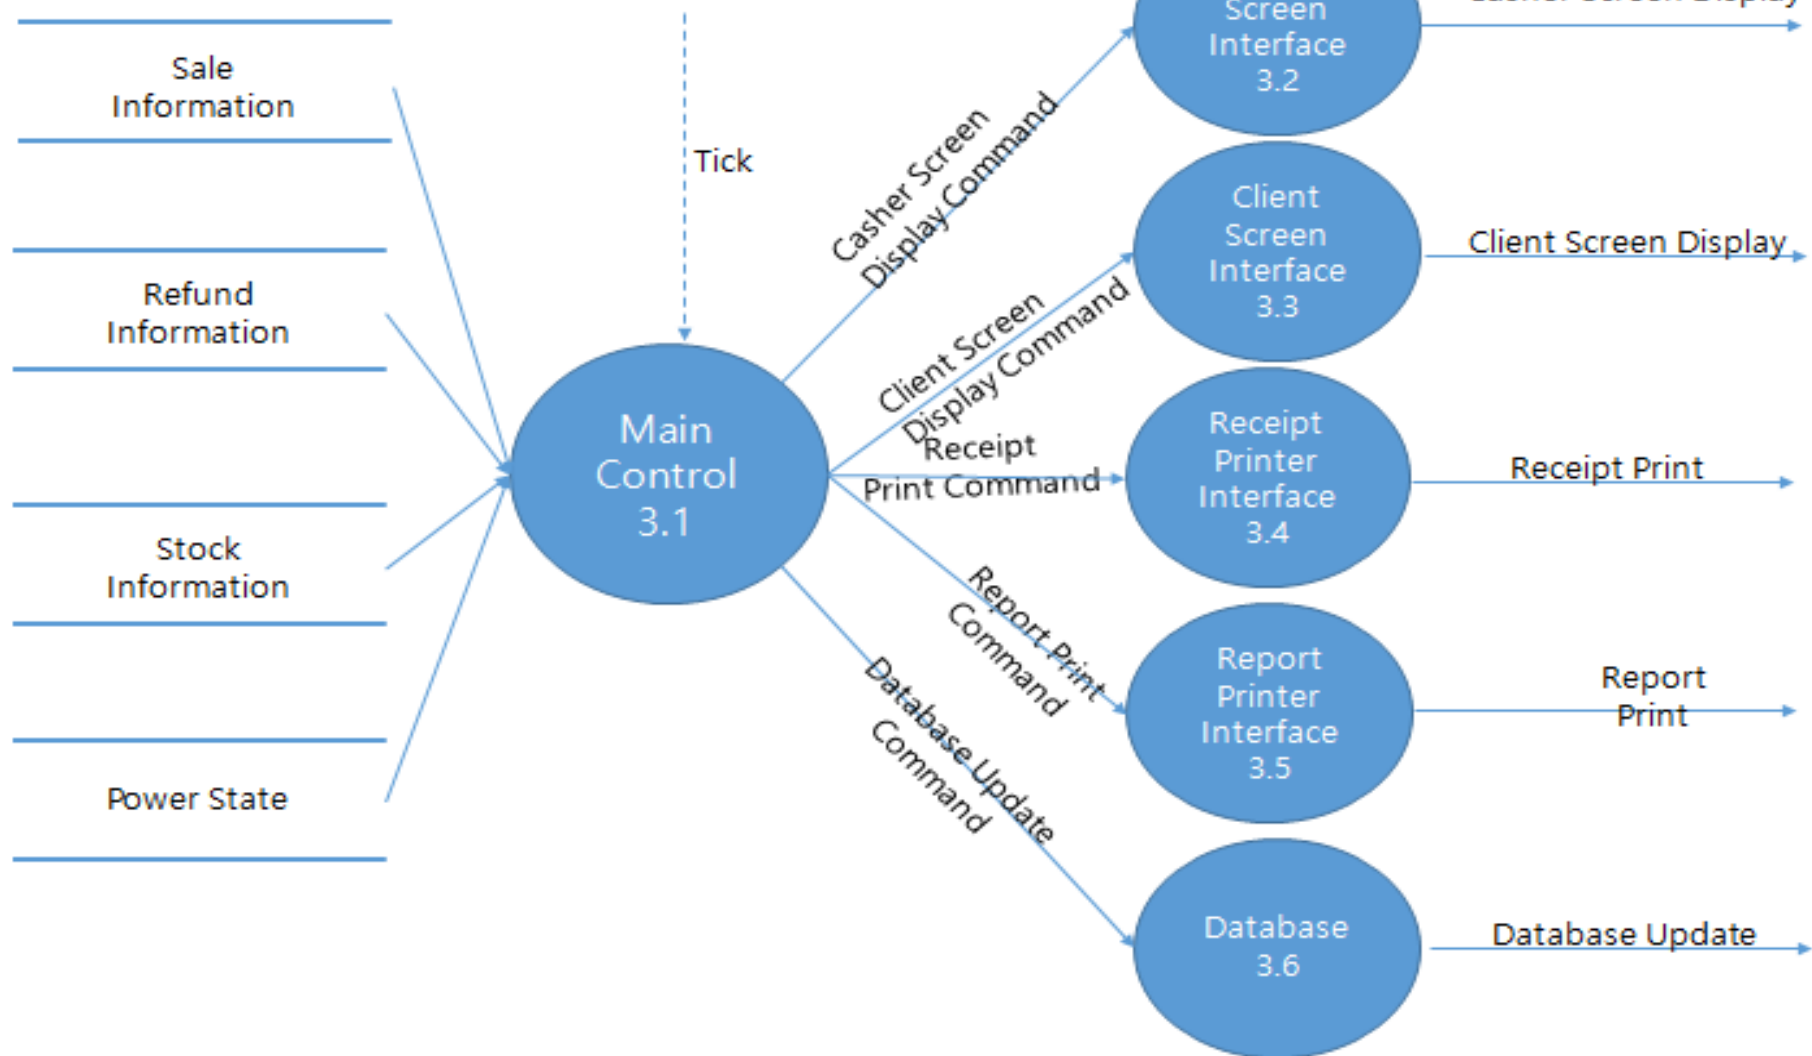 Screen
Interface
3.2
Sale
Information
Tick
Casher Screen
Display Command
Client
Screen
Interface
3.3
Client Screen Display
Refund
Information
Client Screen
Display Command
Main
Control
3.1
Receipt
Print Command
Receipt
Printer
Interface
3.4
Receipt Print
Stock
Information
Report Print
Command
Report
Printer
Interface
3.5
Report
Print
Power State
Database Update
Command
Database
3.6
Database Update